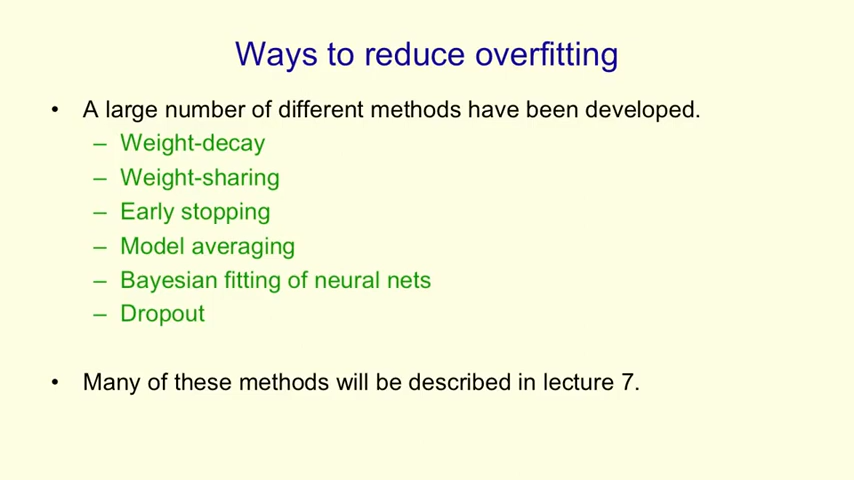 Ways to reduce overfitting
• A large number of different methods have been developed.
– Weight-decay
– Weight-sharing
– Early stopping
– Model averaging
– Bayesian fitting of neural nets
– Dropout
• Many of these methods will be described in lecture 7.